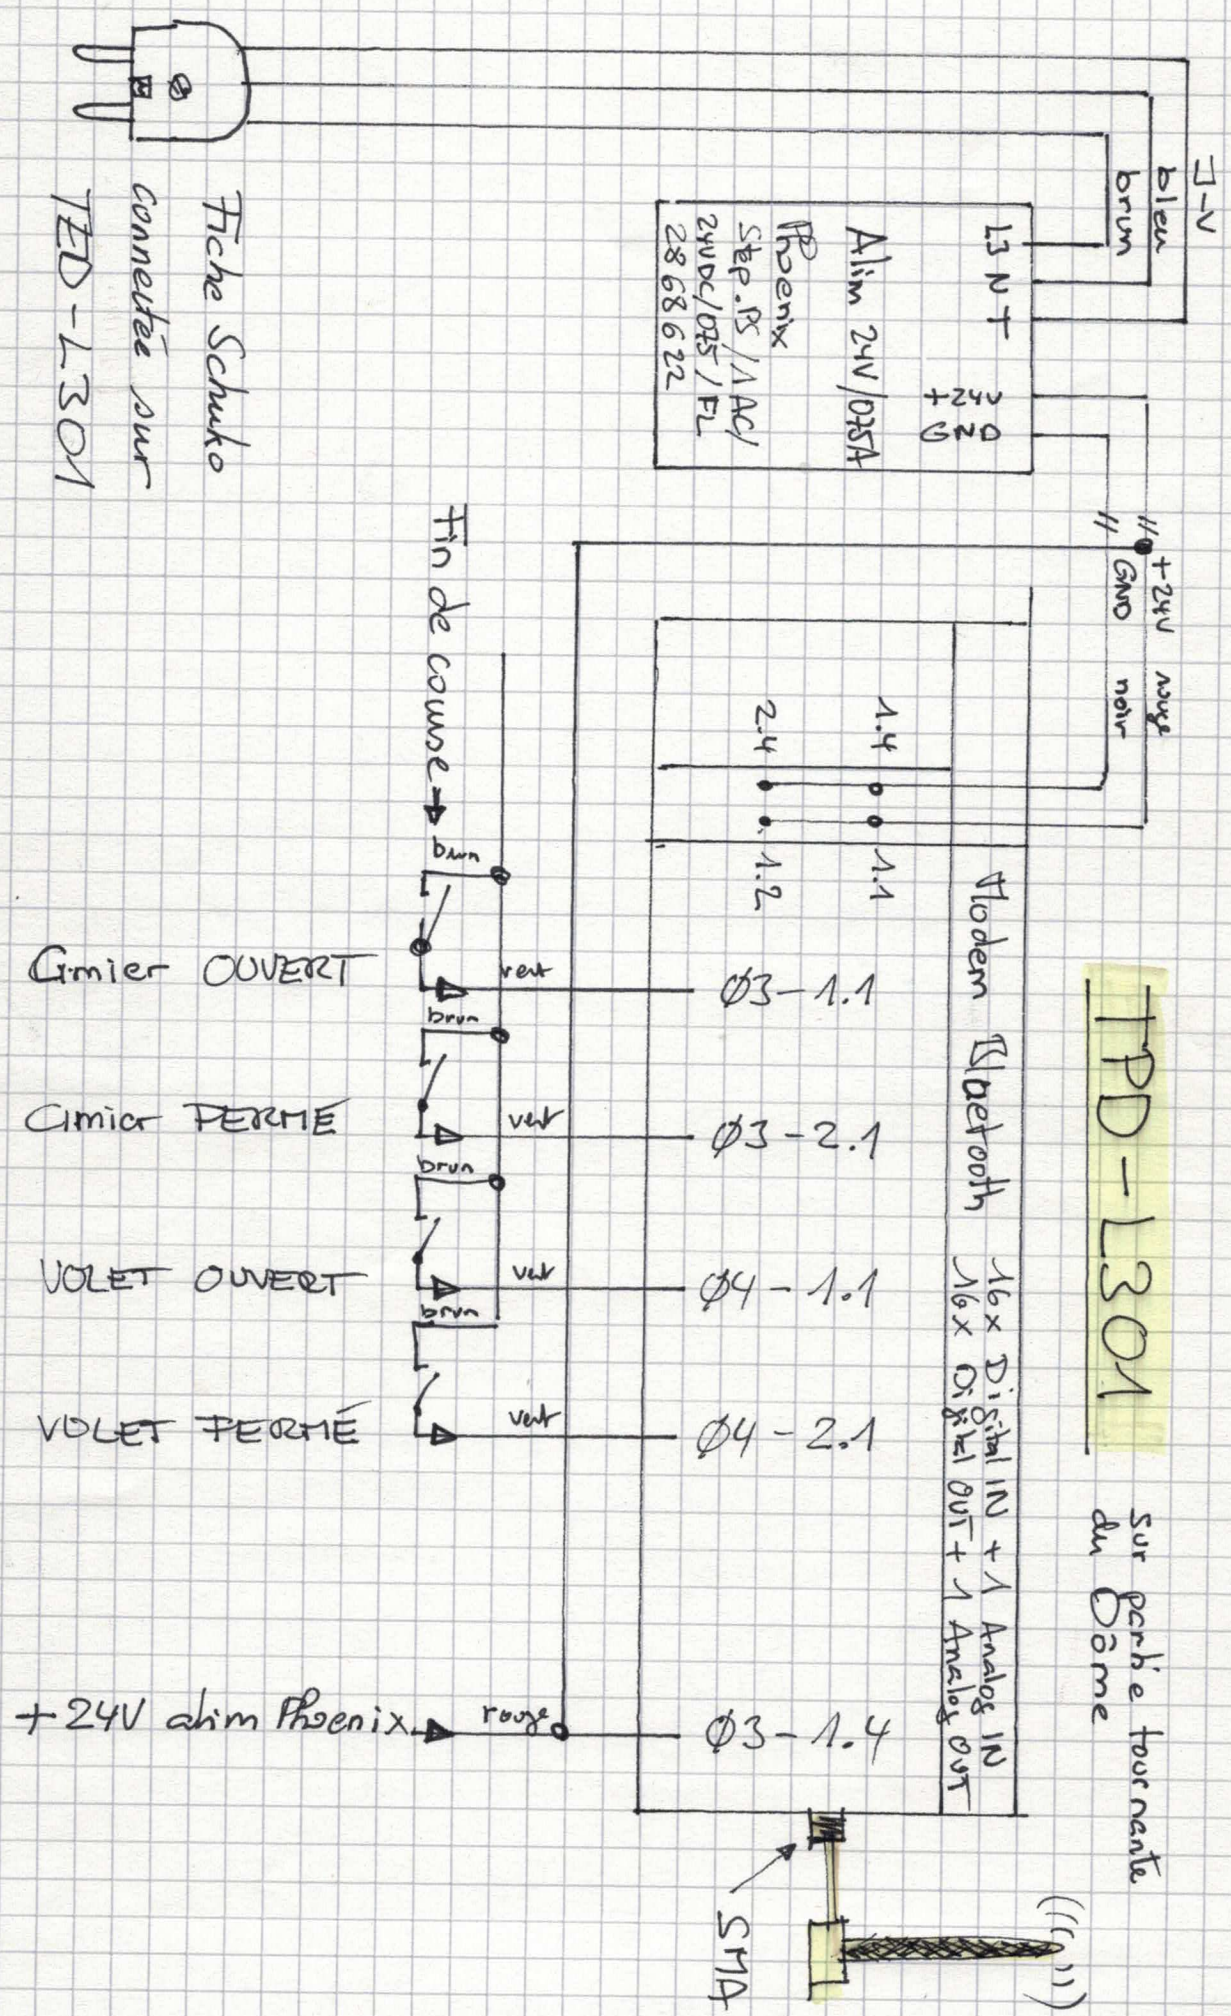 TPD-L301
sur partie tournante
du Dôme
J-V
bleu
brun
L3 N T
+24V
GND
Alim 24V/0.75A
Phoenix
Step.PS/1AC/
24VDC/0.75/FL
2868622
Fiche Schuko
connectée sur
TED-L301
+24V rouge
GND noir
1.4
2.4
1.1
1.2
Modem Bluetooth
16x Digital IN + 1 Analog IN
16x Digital OUT + 1 Analog OUT
Fin de course
brun
Cimier OUVERT
vert
Ø3-1.1
brun
Cimier FERMÉ
vert
Ø3-2.1
brun
VOLET OUVERT
vert
Ø4-1.1
brun
VOLET FERMÉ
vert
Ø4-2.1
+24V alim Phoenix
rouge
Ø3-1.4
SMA